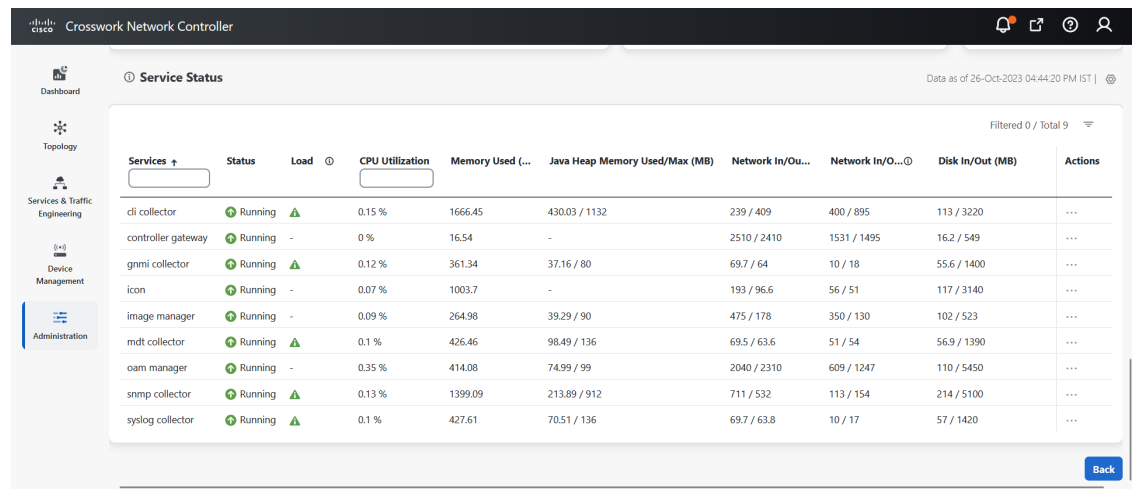 cisco Crosswork Network Controller
Dashboard
Topology
Services & Traffic
Engineering
Device
Management
Administration
Service Status
Data as of 26-Oct-2023 04:44:20 PM IST |
Filtered 0 / Total 9
Services Status Load CPU Utilization Memory Used (... Java Heap Memory Used/Max (MB) Network In/Ou... Network In/O... Disk In/Out (MB) Actions
cli collector Running 0.15 % 1666.45 430.03 / 1132 239 / 409 400 / 895 113 / 3220 ...
controller gateway Running - 0 % 16.54 - 2510 / 2410 1531 / 1495 16.2 / 549 ...
gnmi collector Running 0.12 % 361.34 37.16 / 80 69.7 / 64 10 / 18 55.6 / 1400 ...
icon Running - 0.07 % 1003.7 - 193 / 96.6 56 / 51 117 / 3140 ...
image manager Running - 0.09 % 264.98 39.29 / 90 475 / 178 350 / 130 102 / 523 ...
mdt collector Running 0.1 % 426.46 98.49 / 136 69.5 / 63.6 51 / 54 56.9 / 1390 ...
oam manager Running - 0.35 % 414.08 74.99 / 99 2040 / 2310 609 / 1247 110 / 5450 ...
snmp collector Running 0.13 % 1399.09 213.89 / 912 711 / 532 113 / 154 214 / 5100 ...
syslog collector Running 0.1 % 427.61 70.51 / 136 69.7 / 63.8 10 / 17 57 / 1420 ...
Back